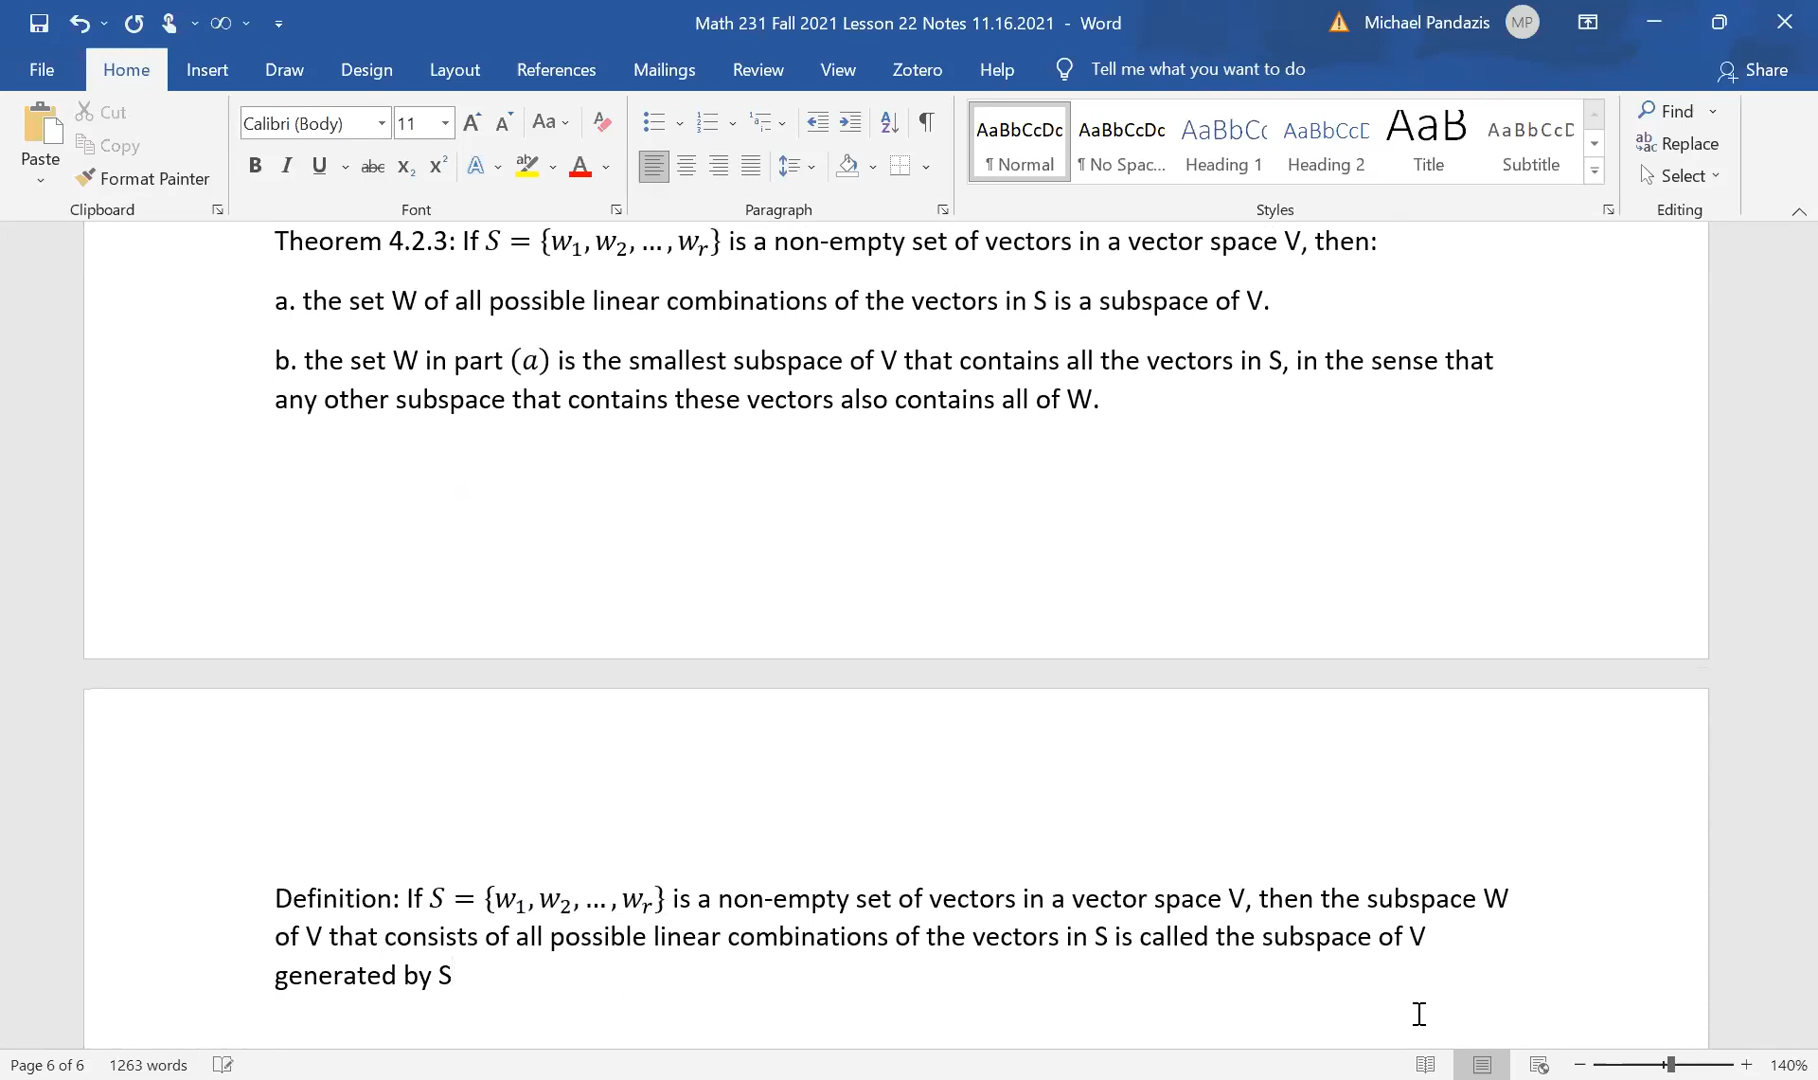 Math 231 Fall 2021 Lesson 22 Notes 11.16.2021 - Word
Michael Pandazis MP
File Home Insert Draw Design Layout References Mailings Review View Zotero Help Tell me what you want to do Share
Paste
Cut
Copy
Format Painter
Clipboard
Calibri (Body) 11
Font
Paragraph
AaBbCcDc AaBbCcDc AaBbCc AaBbCcD AaB AaBbCcD
¶ Normal ¶ No Spac... Heading 1 Heading 2 Title Subtitle
Styles
Find
Replace
Select
Editing
Theorem 4.2.3: If S = {w₁, w₂, … , wᵣ} is a non-empty set of vectors in a vector space V, then:
a. the set W of all possible linear combinations of the vectors in S is a subspace of V.
b. the set W in part (a) is the smallest subspace of V that contains all the vectors in S, in the sense that
any other subspace that contains these vectors also contains all of W.
Definition: If S = {w₁, w₂, … , wᵣ} is a non-empty set of vectors in a vector space V, then the subspace W
of V that consists of all possible linear combinations of the vectors in S is called the subspace of V
generated by S
Page 6 of 6 1263 words 140%